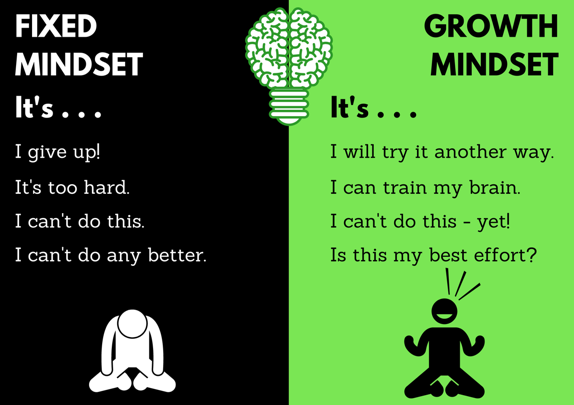 FIXED
MINDSET
It's . . .
I give up!
It's too hard.
I can't do this.
I can't do any better.
GROWTH
MINDSET
It's . . .
I will try it another way.
I can train my brain.
I can't do this - yet!
Is this my best effort?